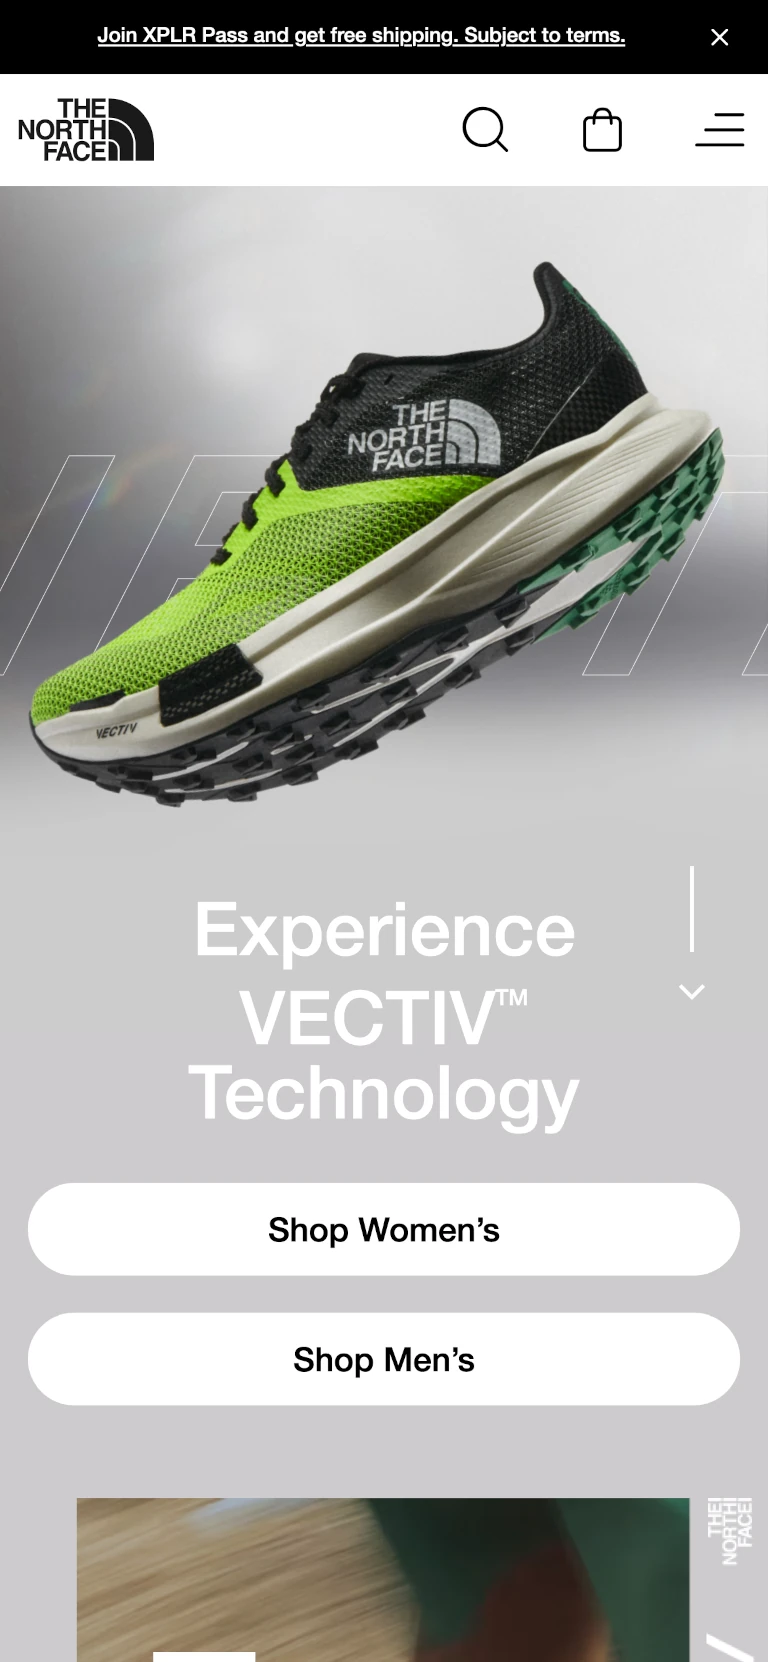 Join XPLR Pass and get free shipping. Subject to terms.
THE
NORTH
FACE
THE
NORTH
FACE
VECTIV
Experience
VECTIV™
Technology
Shop Women’s
Shop Men’s
THE
NORTH
FACE